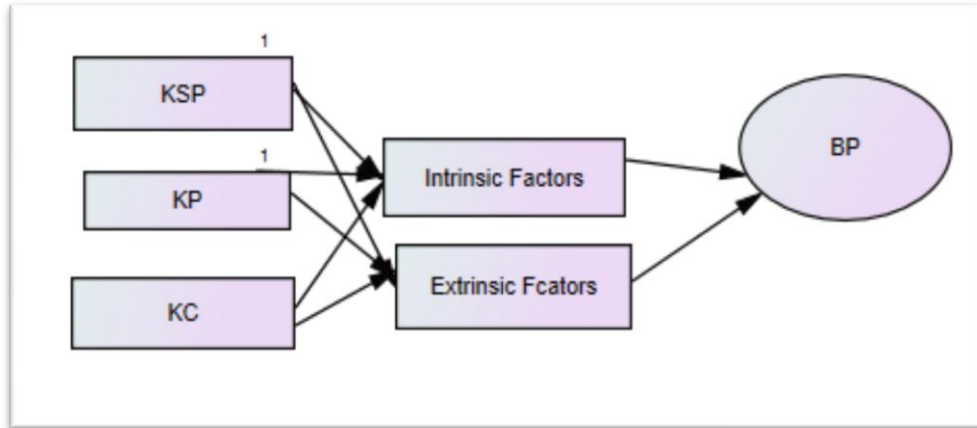 1
KSP
1
KP
KC
Intrinsic Factors
Extrinsic Fcators
BP